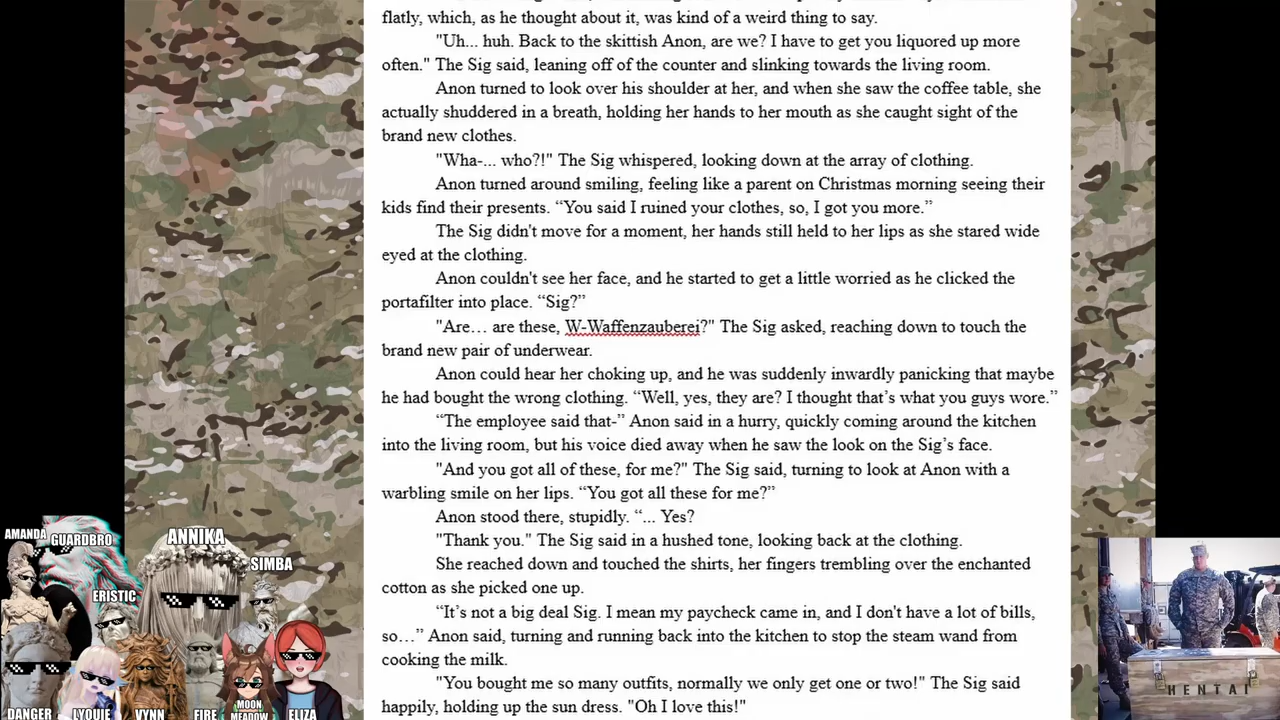 flatly, which, as he thought about it, was kind of a weird thing to say.
"Uh... huh. Back to the skittish Anon, are we? I have to get you liquored up more
often." The Sig said, leaning off of the counter and slinking towards the living room.
Anon turned to look over his shoulder at her, and when she saw the coffee table, she
actually shuddered in a breath, holding her hands to her mouth as she caught sight of the
brand new clothes.
"Wha-... who?!" The Sig whispered, looking down at the array of clothing.
Anon turned around smiling, feeling like a parent on Christmas morning seeing their
kids find their presents. “You said I ruined your clothes, so, I got you more.”
The Sig didn't move for a moment, her hands still held to her lips as she stared wide
eyed at the clothing.
Anon couldn't see her face, and he started to get a little worried as he clicked the
portafilter into place. “Sig?”
"Are… are these, W-Waffenzauberei?" The Sig asked, reaching down to touch the
brand new pair of underwear.
Anon could hear her choking up, and he was suddenly inwardly panicking that maybe
he had bought the wrong clothing. “Well, yes, they are? I thought that’s what you guys wore.”
“The employee said that-” Anon said in a hurry, quickly coming around the kitchen
into the living room, but his voice died away when he saw the look on the Sig’s face.
"And you got all of these, for me?" The Sig said, turning to look at Anon with a
warbling smile on her lips. “You got all these for me?”
Anon stood there, stupidly. “... Yes?
"Thank you." The Sig said in a hushed tone, looking back at the clothing.
She reached down and touched the shirts, her fingers trembling over the enchanted
cotton as she picked one up.
“It’s not a big deal Sig. I mean my paycheck came in, and I don't have a lot of bills,
so…” Anon said, turning and running back into the kitchen to stop the steam wand from
cooking the milk.
"You bought me so many outfits, normally we only get one or two!" The Sig said
happily, holding up the sun dress. "Oh I love this!"
AMANDA
GUARDBRO
ANNIKA
SIMBA
ERISTIC
DANGER
LYQUIE
VYNN
FIRE
MOON
MEADOW
ELIZA
HENTAI